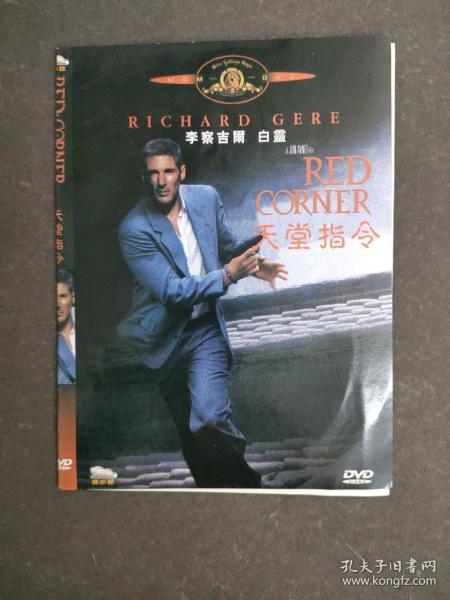 RED CORNER
天堂指令
DVD
RICHARD GERE
李察吉爾 白靈
RED
CORNER
天堂指令
DVD
VIDEO
孔夫子旧书网
www.kongfz.com